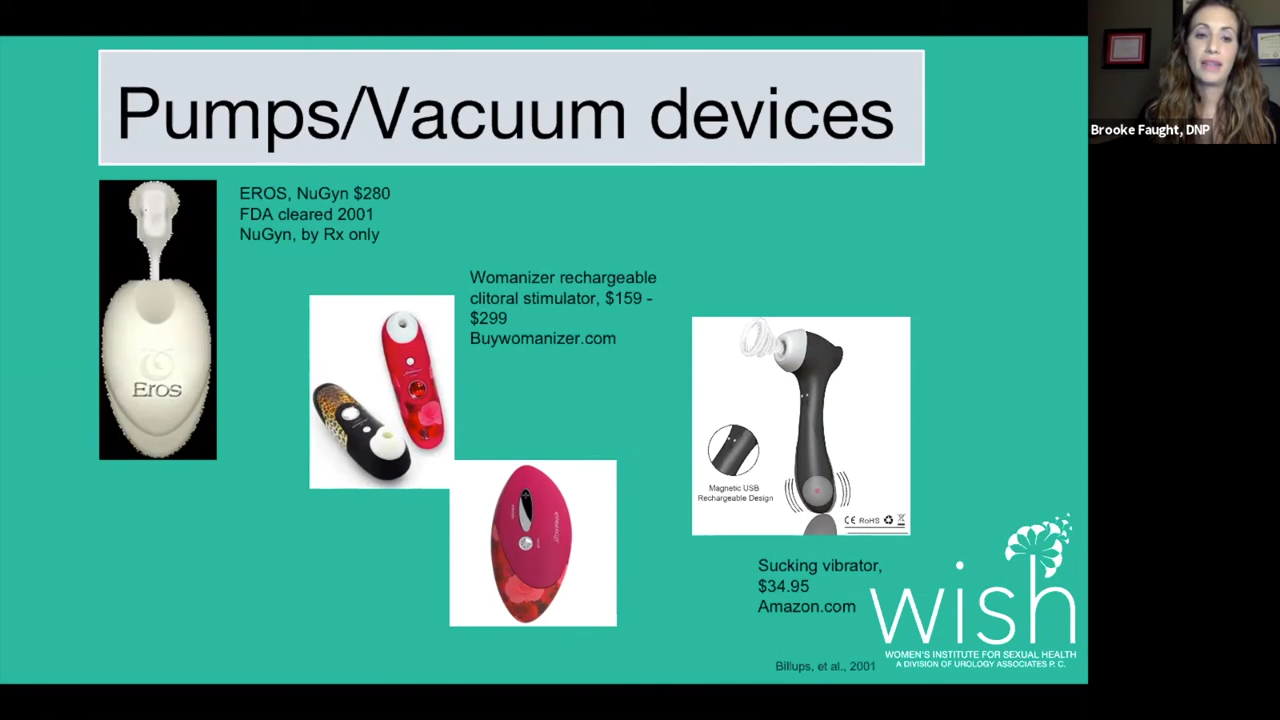 Pumps/Vacuum devices
Brooke Faught, DNP
EROS, NuGyn $280
FDA cleared 2001
NuGyn, by Rx only
Eros
Womanizer rechargeable
clitoral stimulator, $159 -
$299
Buywomanizer.com
Magnetic USB
Rechargeable Design
CE RoHS
Sucking vibrator,
$34.95
Amazon.com
wish
WOMEN'S INSTITUTE FOR SEXUAL HEALTH
A DIVISION OF UROLOGY ASSOCIATES P. C.
Billups, et al., 2001